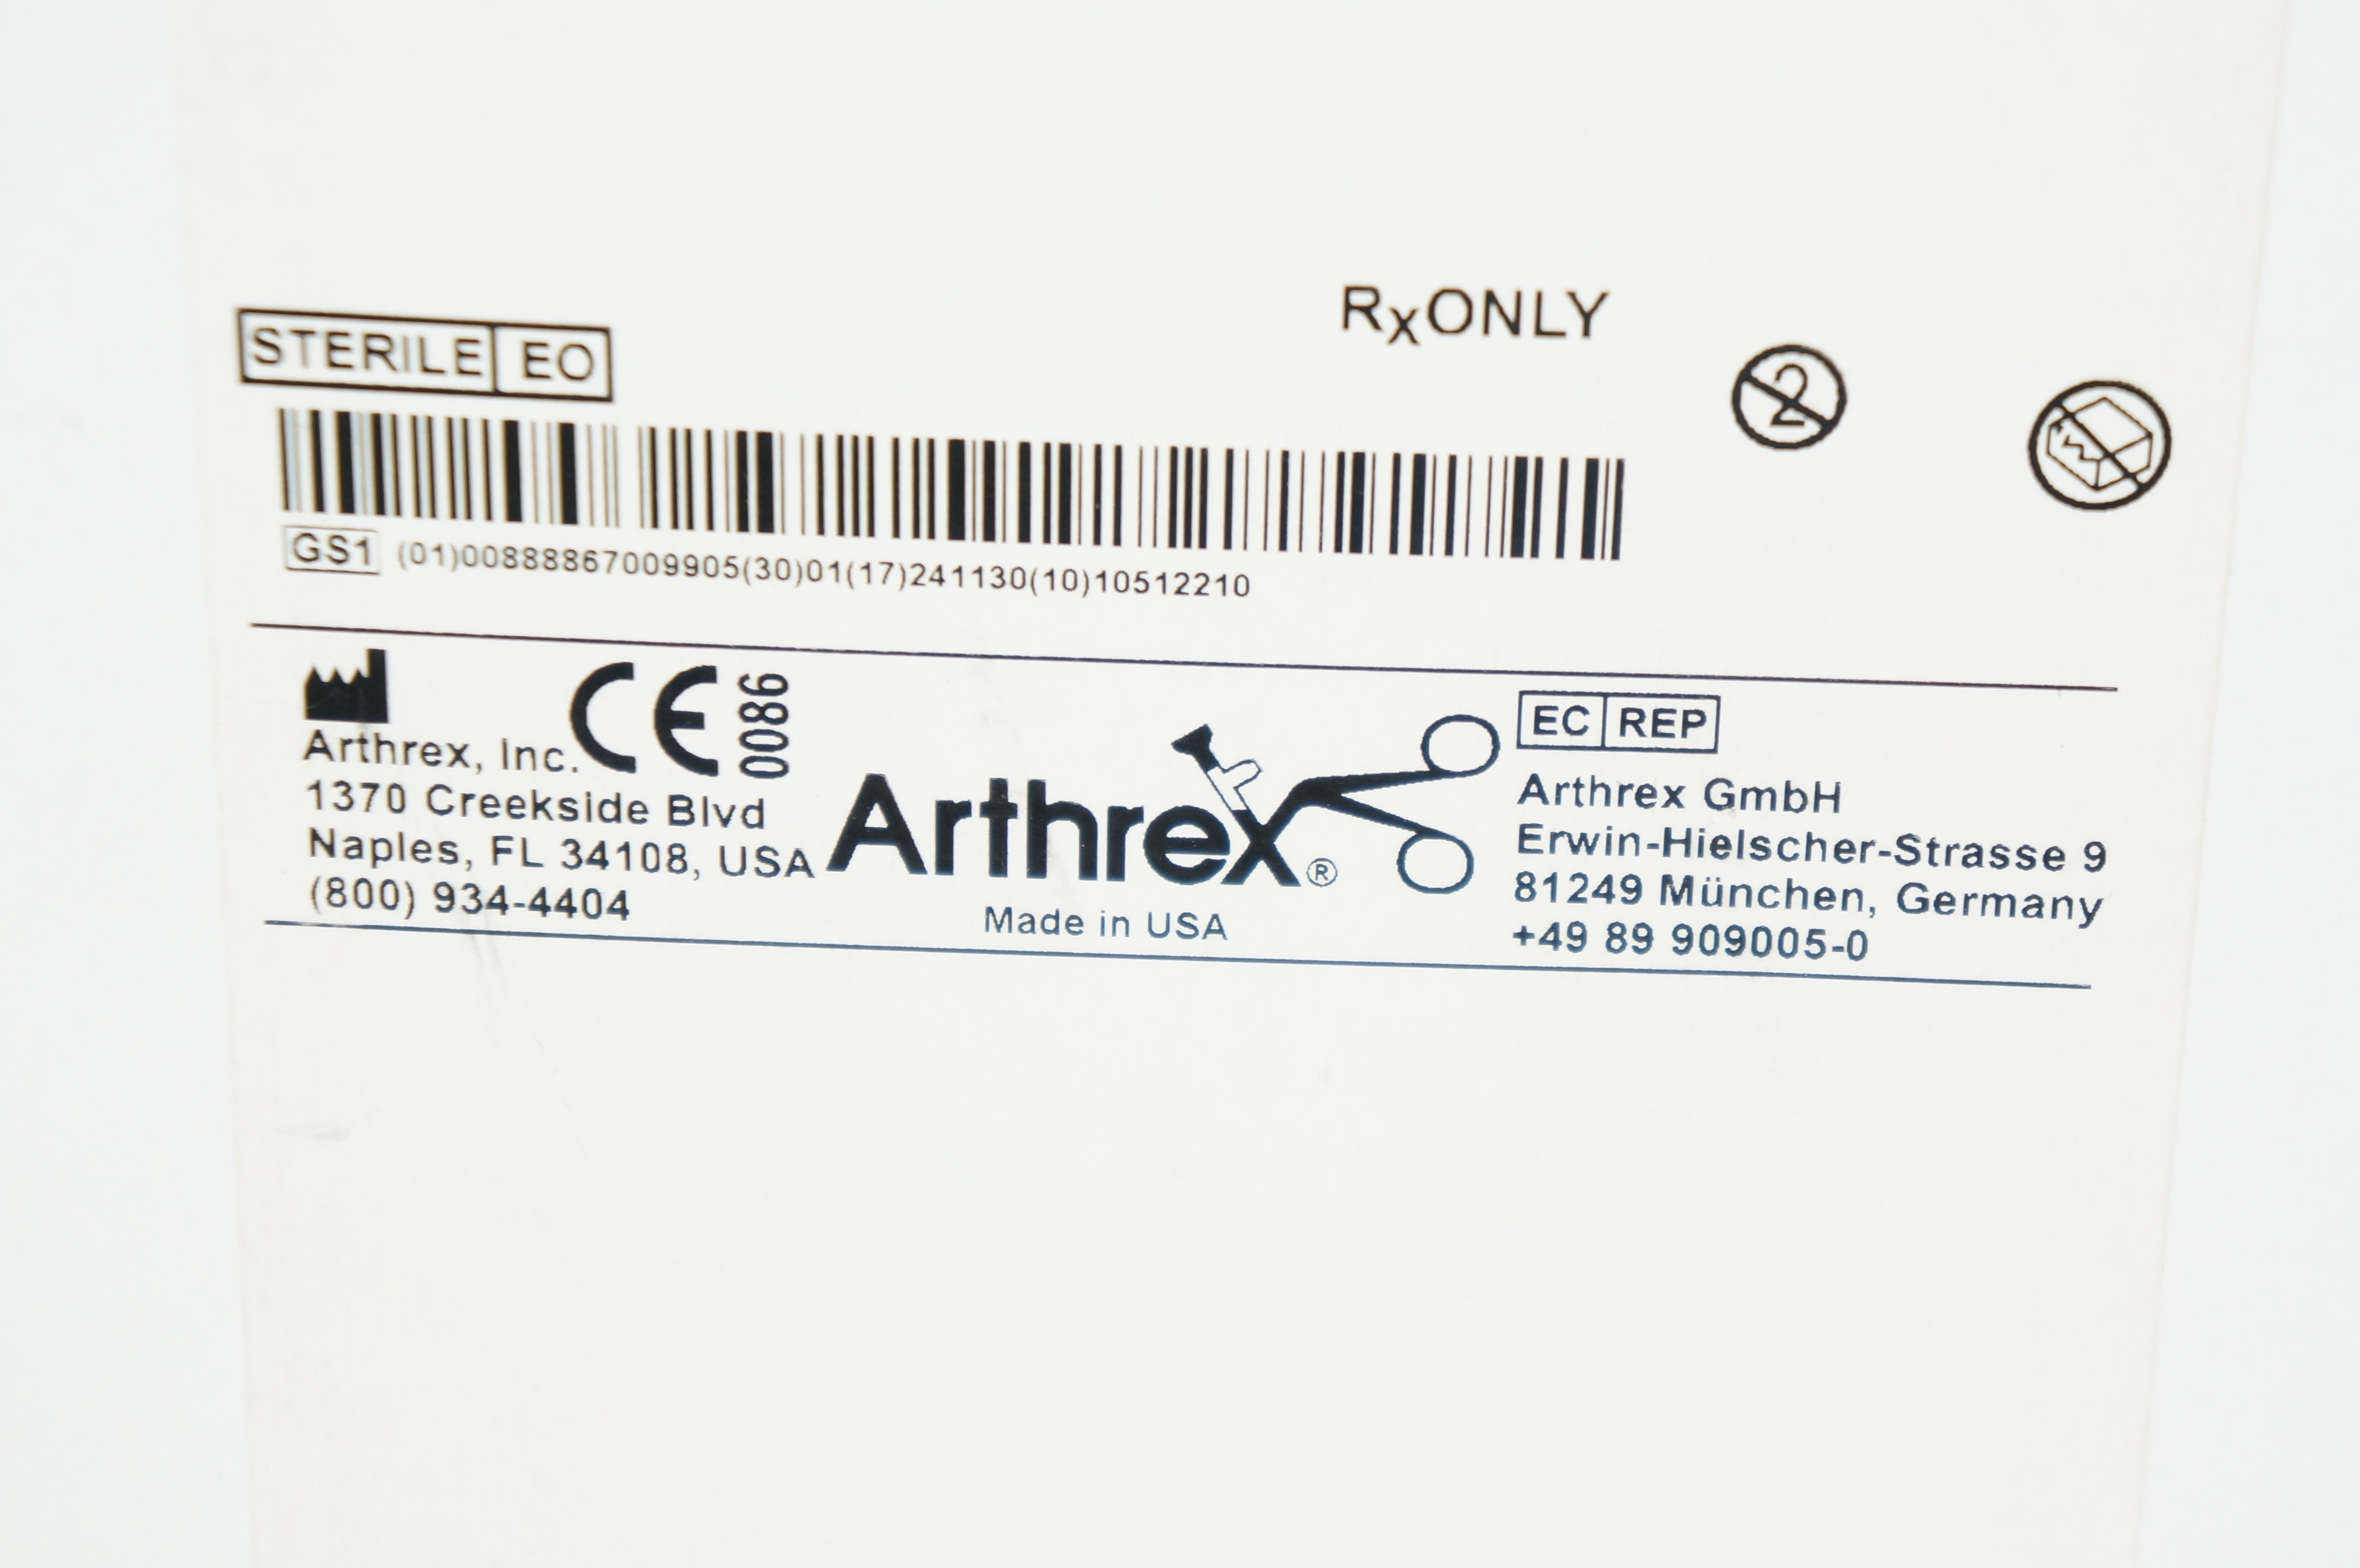 RxONLY
STERILE EO
2
GS1 (01)00888867009905(30)01(17)241130(10)10512210
CE 0086
Arthrex, Inc.
1370 Creekside Blvd
Naples, FL 34108, USA
(800) 934-4404
Arthrex®
Made in USA
EC REP
Arthrex GmbH
Erwin-Hielscher-Strasse 9
81249 München, Germany
+49 89 909005-0